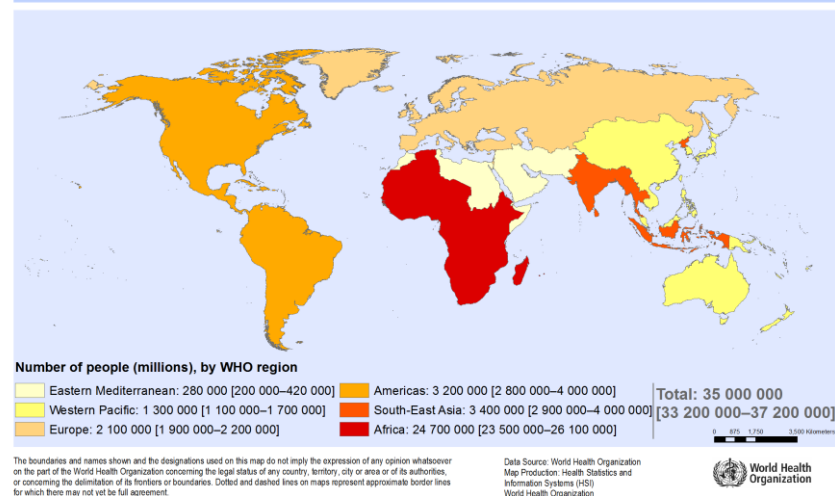 Number of people (millions), by WHO region
Eastern Mediterranean: 280 000 [200 000–420 000]
Western Pacific: 1 300 000 [1 100 000–1 700 000]
Europe: 2 100 000 [1 900 000–2 200 000]
Americas: 3 200 000 [2 800 000–4 000 000]
South-East Asia: 3 400 000 [2 900 000–4 000 000]
Africa: 24 700 000 [23 500 000–26 100 000]
Total: 35 000 000
[33 200 000–37 200 000]
0 875 1,750 3,500 Kilometers
The boundaries and names shown and the designations used on this map do not imply the expression of any opinion whatsoever
on the part of the World Health Organization concerning the legal status of any country, territory, city or area or of its authorities,
or concerning the delimitation of its frontiers or boundaries. Dotted and dashed lines on maps represent approximate border lines
for which there may not yet be full agreement.
Data Source: World Health Organization
Map Production: Health Statistics and
Information Systems (HSI)
World Health Organization
World Health
Organization